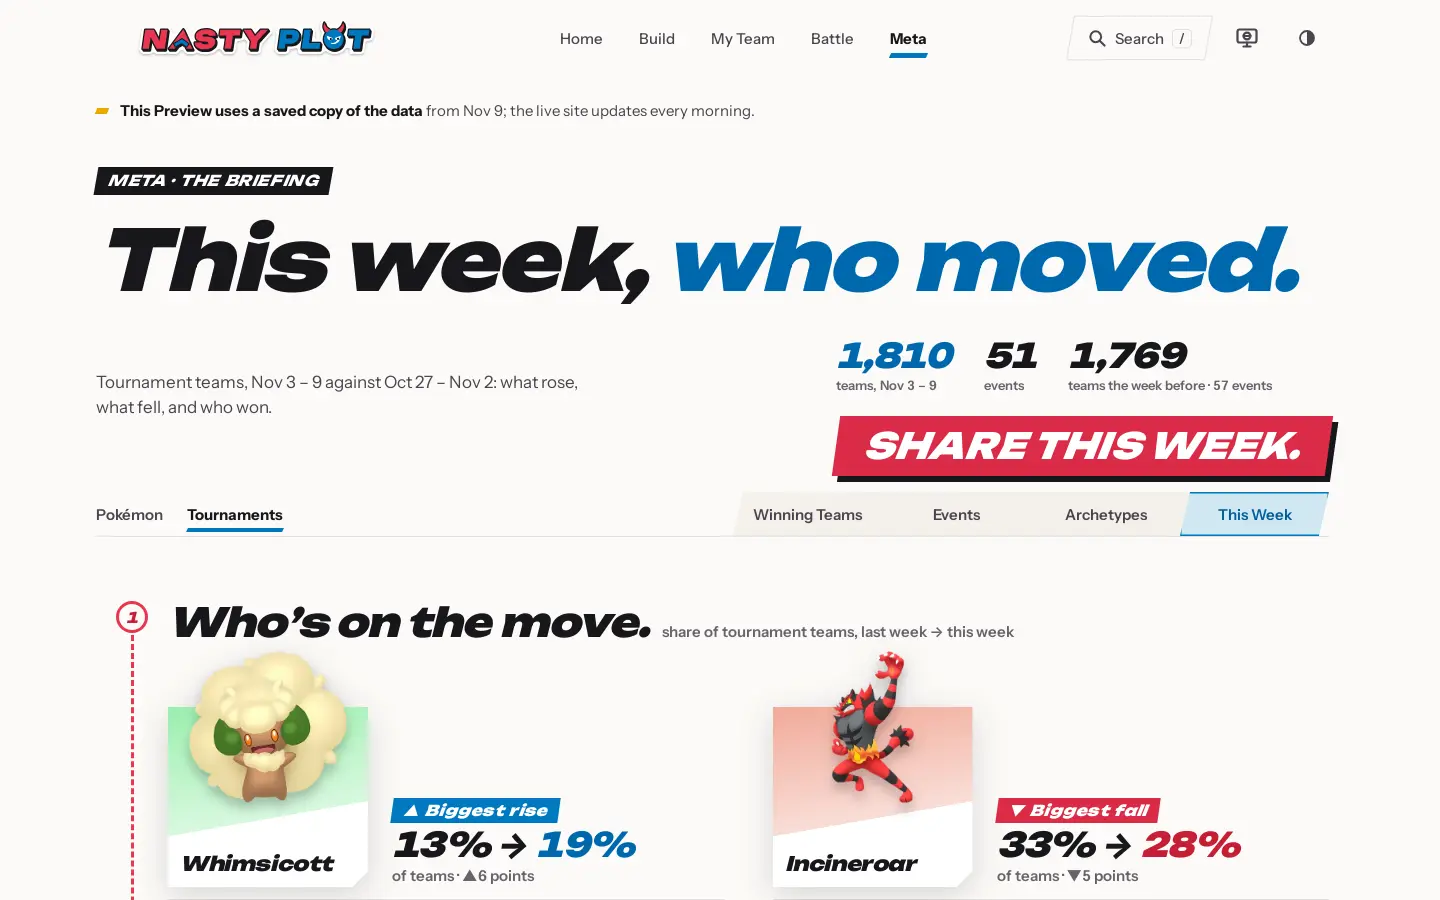 NASTY PLOT
Home
Build
My Team
Battle
Meta
Search /
This Preview uses a saved copy of the data from Nov 9; the live site updates every morning.
META · THE BRIEFING
This week, who moved.
Tournament teams, Nov 3 – 9 against Oct 27 – Nov 2: what rose,
what fell, and who won.
1,810
teams, Nov 3 – 9
51
events
1,769
teams the week before · 57 events
SHARE THIS WEEK.
Pokémon
Tournaments
Winning Teams
Events
Archetypes
This Week
1
Who's on the move. share of tournament teams, last week → this week
Whimsicott
▲ Biggest rise
13% → 19%
of teams · ▲6 points
Incineroar
▼ Biggest fall
33% → 28%
of teams · ▼5 points